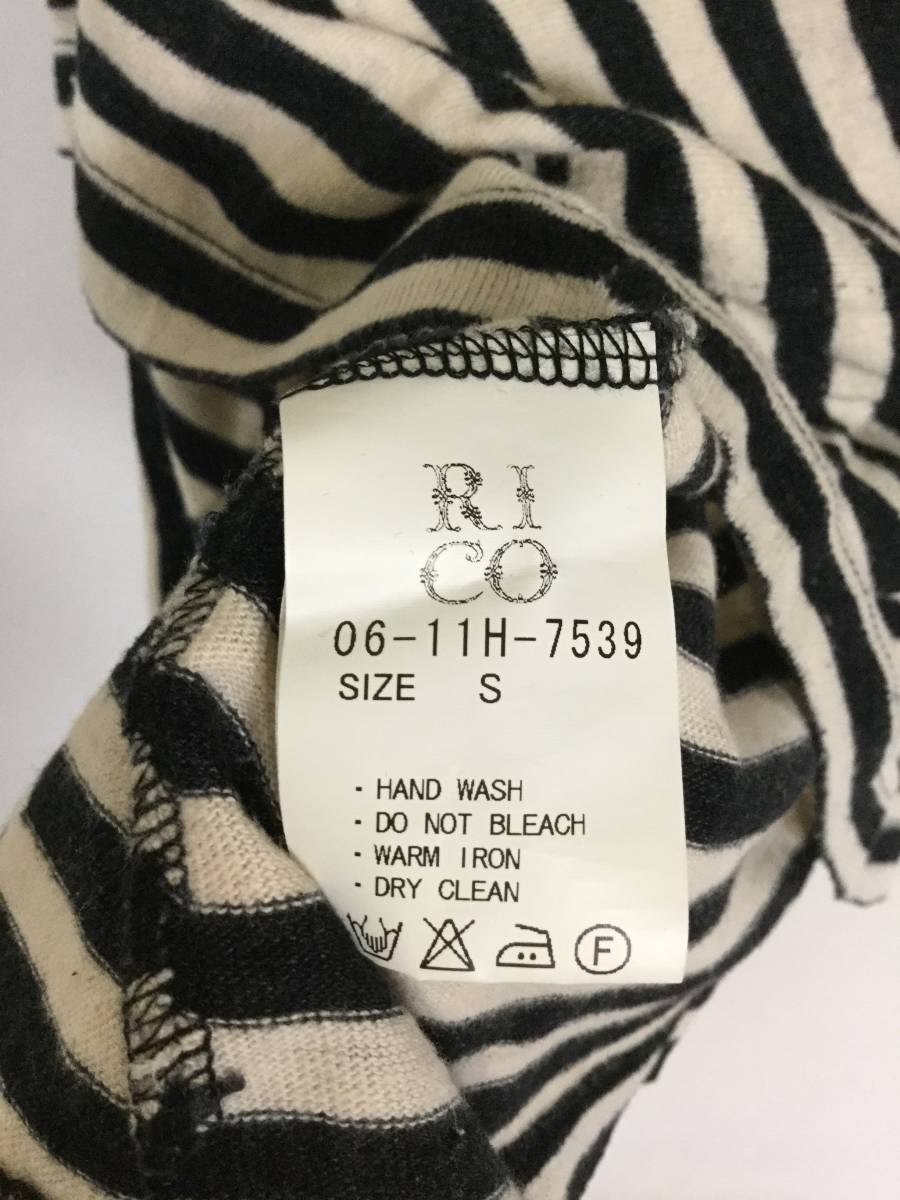 RI
CO
06-11H-7539
SIZE S
・HAND WASH
・DO NOT BLEACH
・WARM IRON
・DRY CLEAN
F